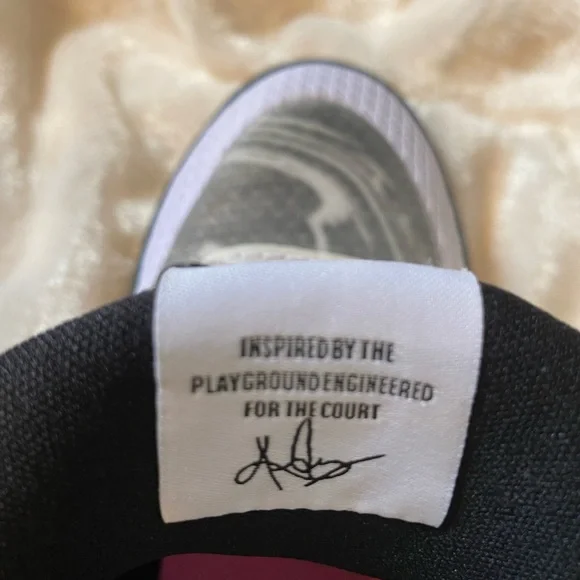 INSPIRED BY THE
PLAYGROUND ENGINEERED
FOR THE COURT